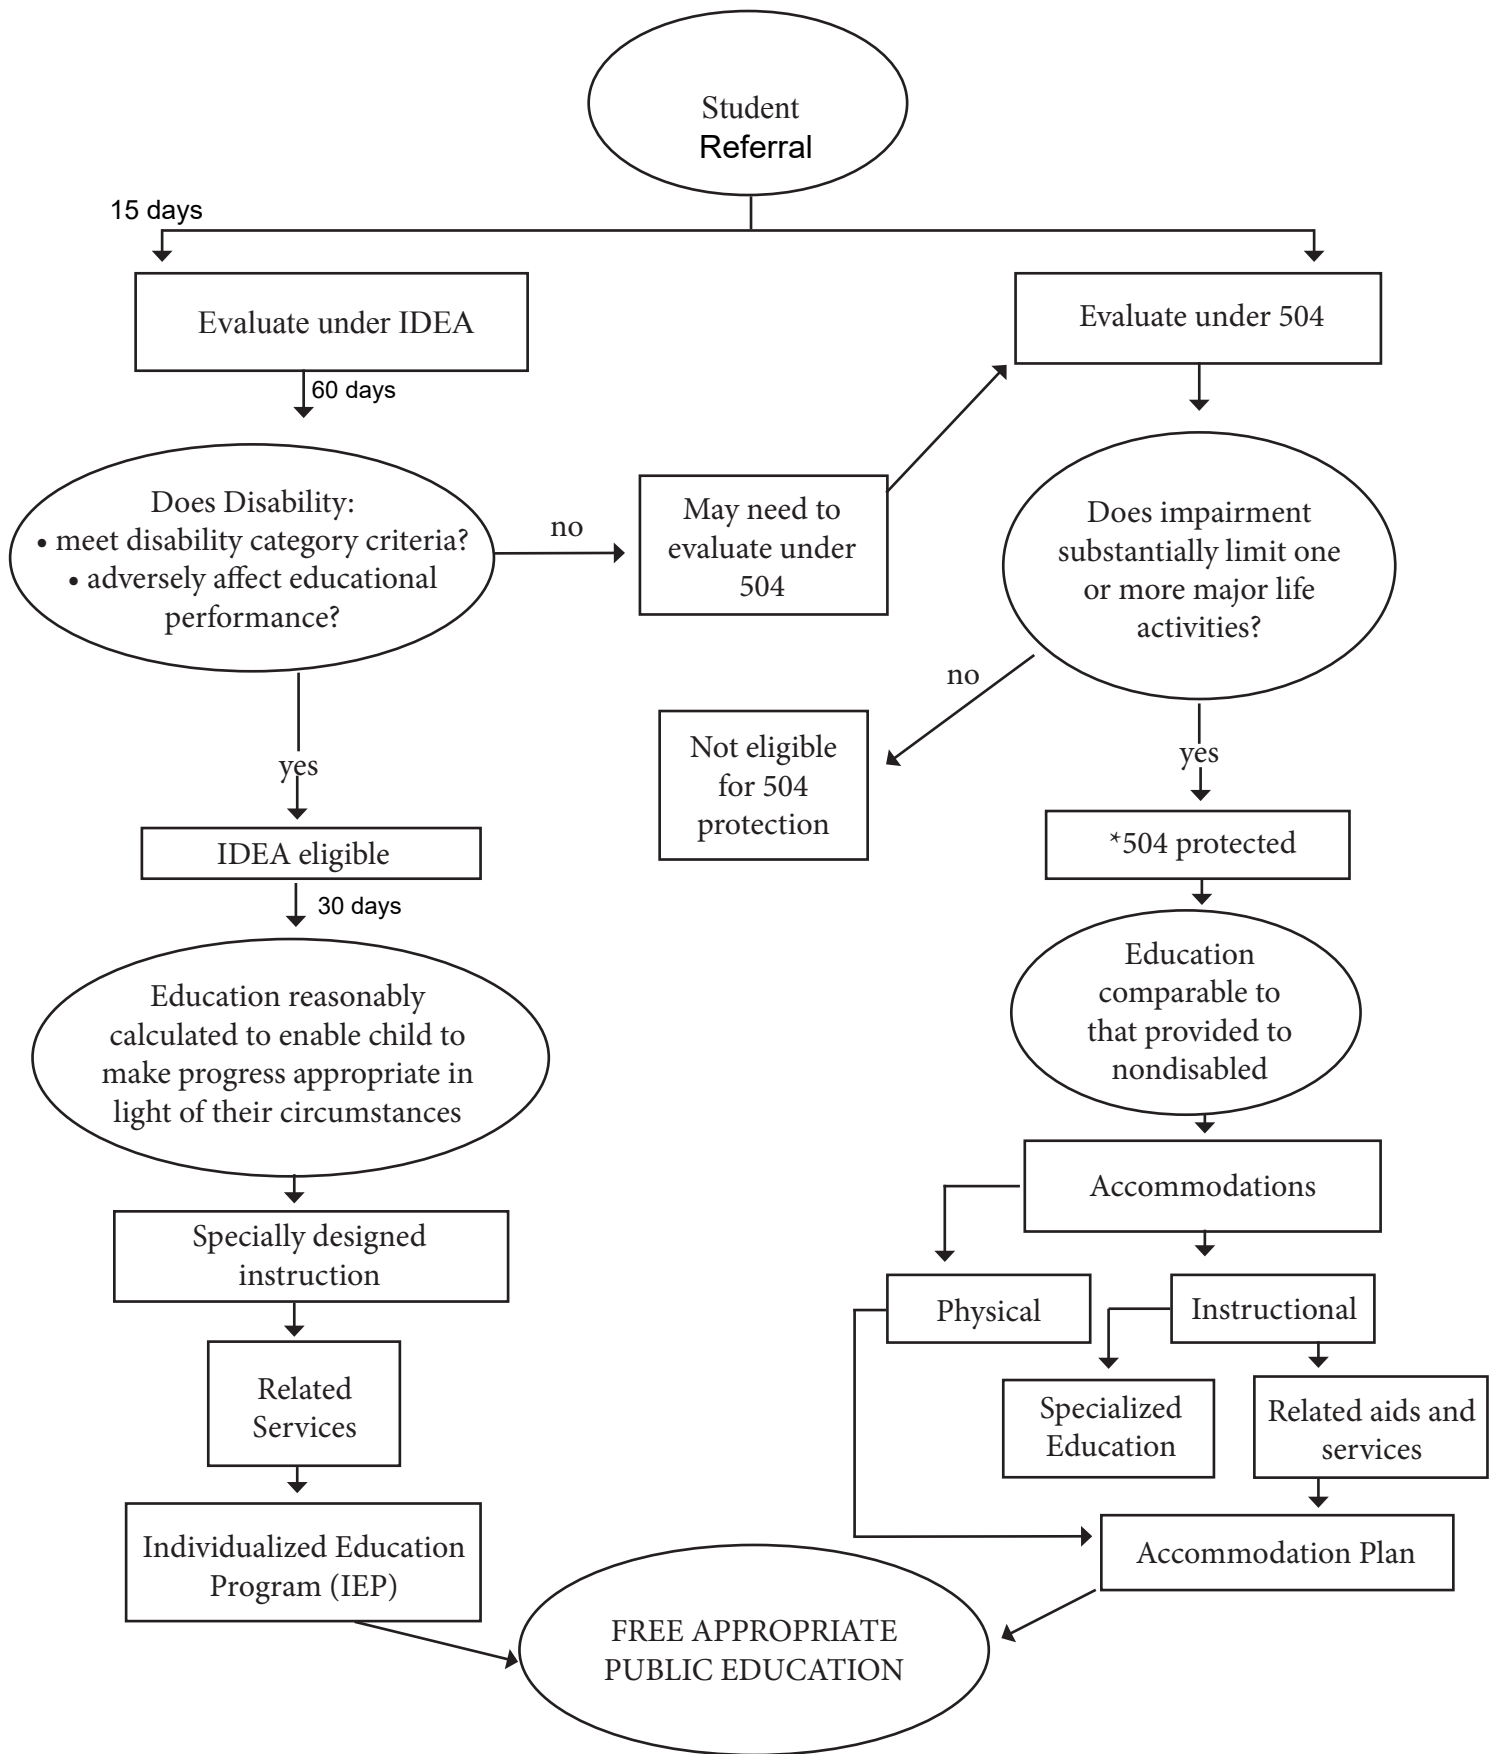 Student
Referral
15 days
Evaluate under IDEA
Evaluate under 504
60 days
Does Disability:
• meet disability category criteria?
• adversely affect educational
performance?
no
May need to
evaluate under
504
Does impairment
substantially limit one
or more major life
activities?
no
Not eligible
for 504
protection
yes
yes
IDEA eligible
*504 protected
30 days
Education reasonably
calculated to enable child to
make progress appropriate in
light of their circumstances
Education
comparable to
that provided to
nondisabled
Accommodations
Specially designed
instruction
Physical
Instructional
Related
Services
Specialized
Education
Related aids and
services
Individualized Education
Program (IEP)
Accommodation Plan
FREE APPROPRIATE
PUBLIC EDUCATION